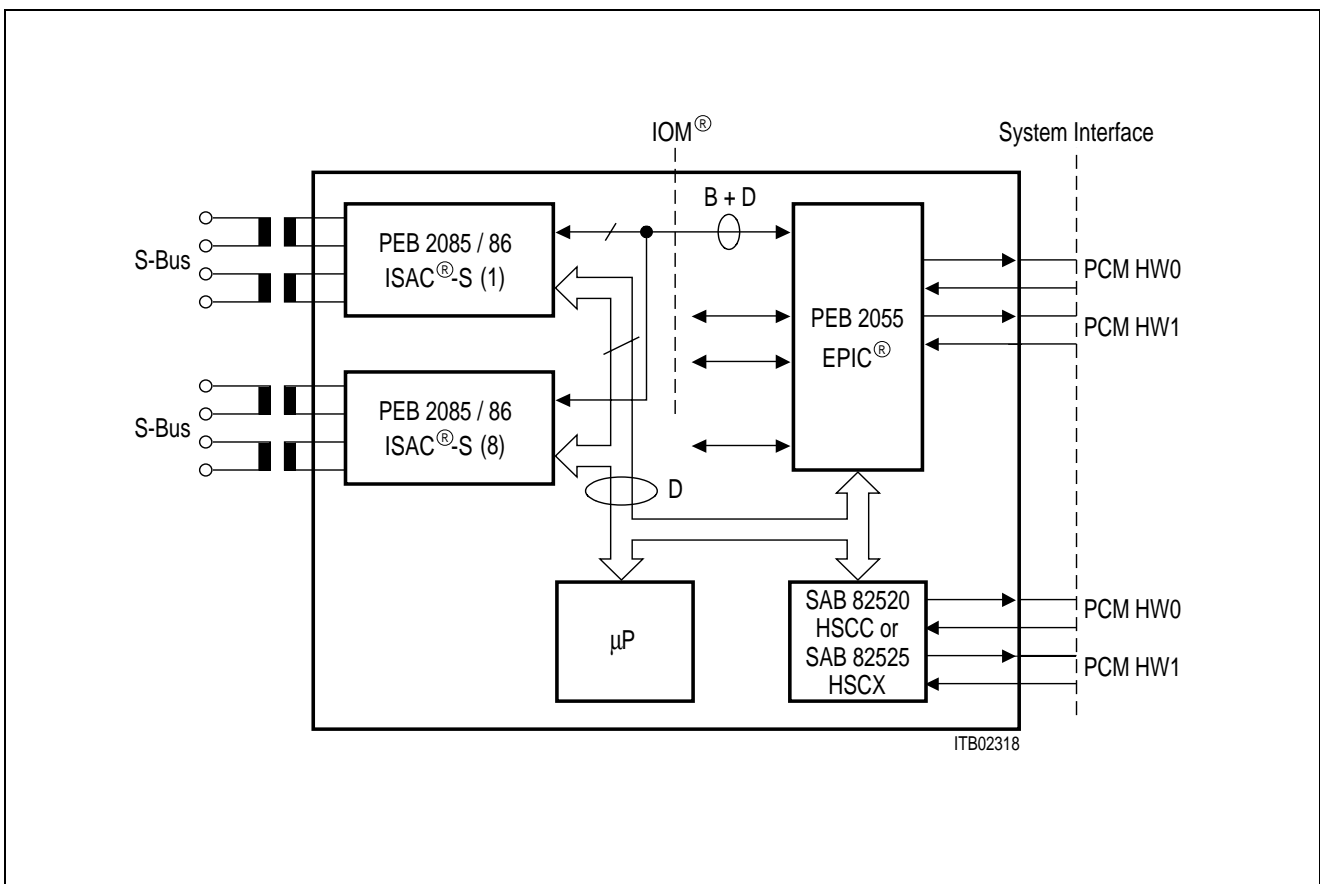 IOM®
System Interface
B + D
PEB 2085 / 86
ISAC®-S (1)
S-Bus
PEB 2055
EPIC®
PCM HW0
PCM HW1
PEB 2085 / 86
ISAC®-S (8)
S-Bus
D
µP
SAB 82520
HSCC or
SAB 82525
HSCX
PCM HW0
PCM HW1
ITB02318